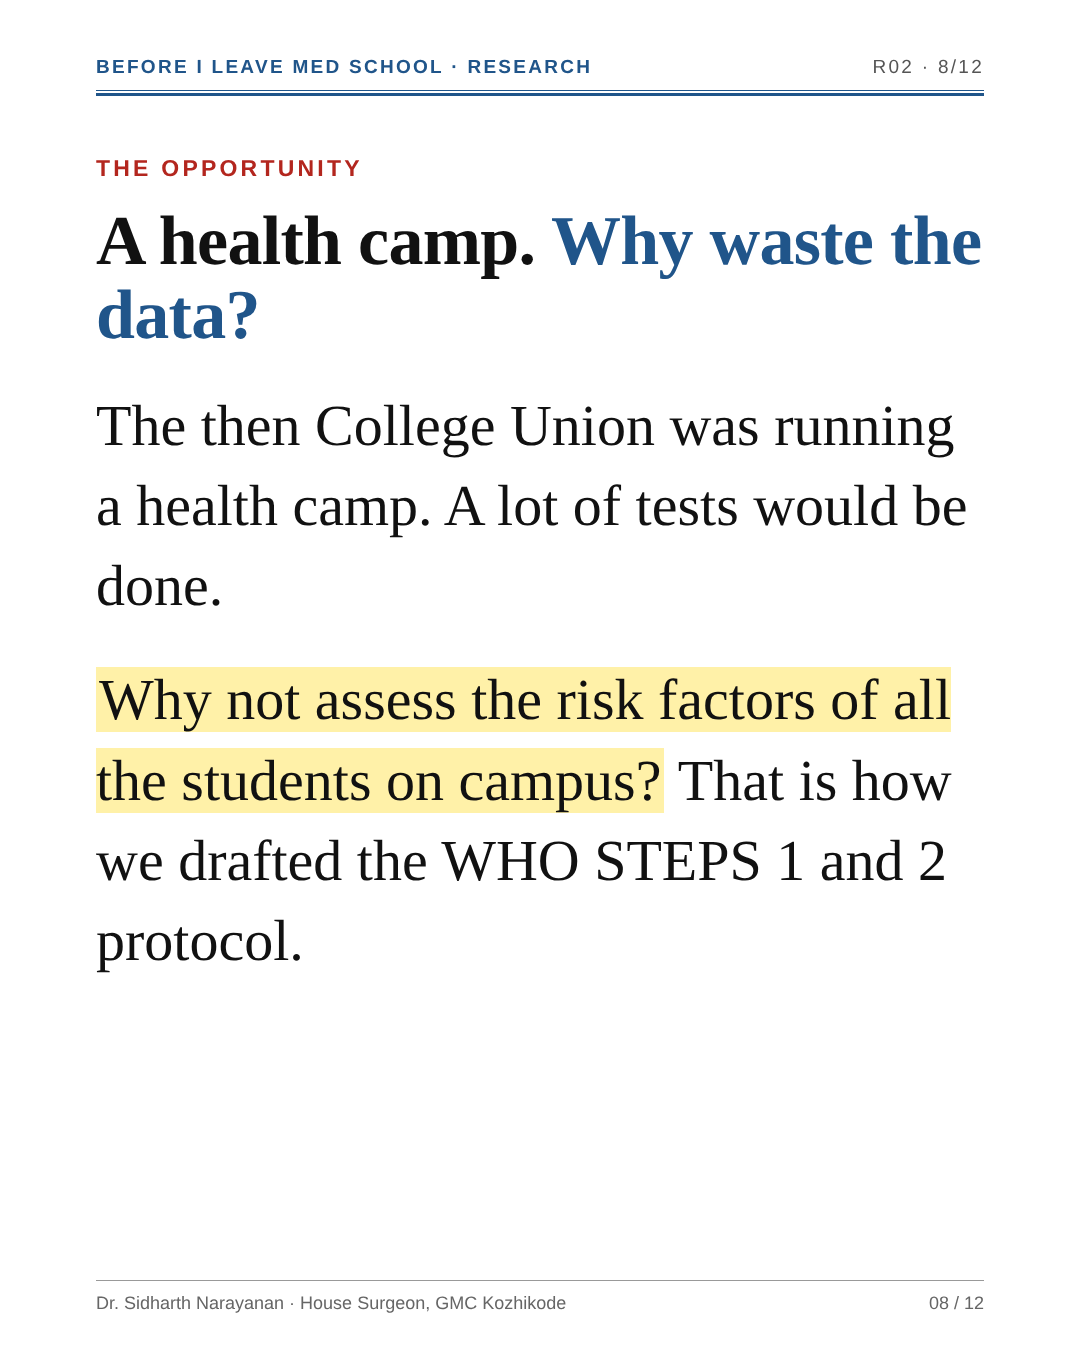 BEFORE I LEAVE MED SCHOOL · RESEARCH
R02 · 8/12
THE OPPORTUNITY
A health camp. Why waste the
data?
The then College Union was running
a health camp. A lot of tests would be
done.
Why not assess the risk factors of all
the students on campus? That is how
we drafted the WHO STEPS 1 and 2
protocol.
Dr. Sidharth Narayanan · House Surgeon, GMC Kozhikode
08 / 12